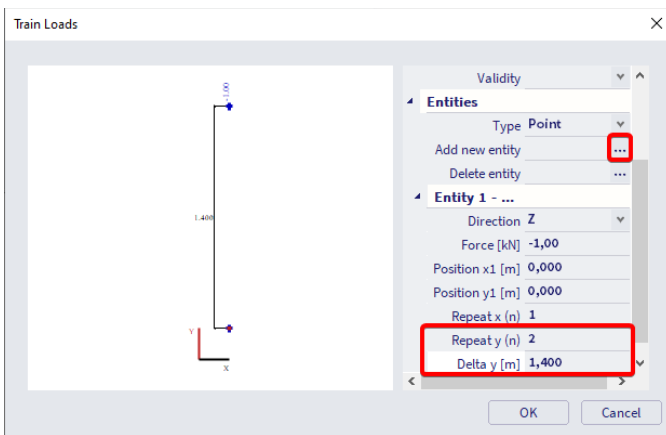 Train Loads
Validity
Entities
Type Point
Add new entity ...
Delete entity ...
Entity 1 - ...
Direction Z
Force [kN] -1,00
Position x1 [m] 0,000
Position y1 [m] 0,000
Repeat x (n) 1
Repeat y (n) 2
Delta y [m] 1,400
-1.00
1.400
Y
X
OK Cancel